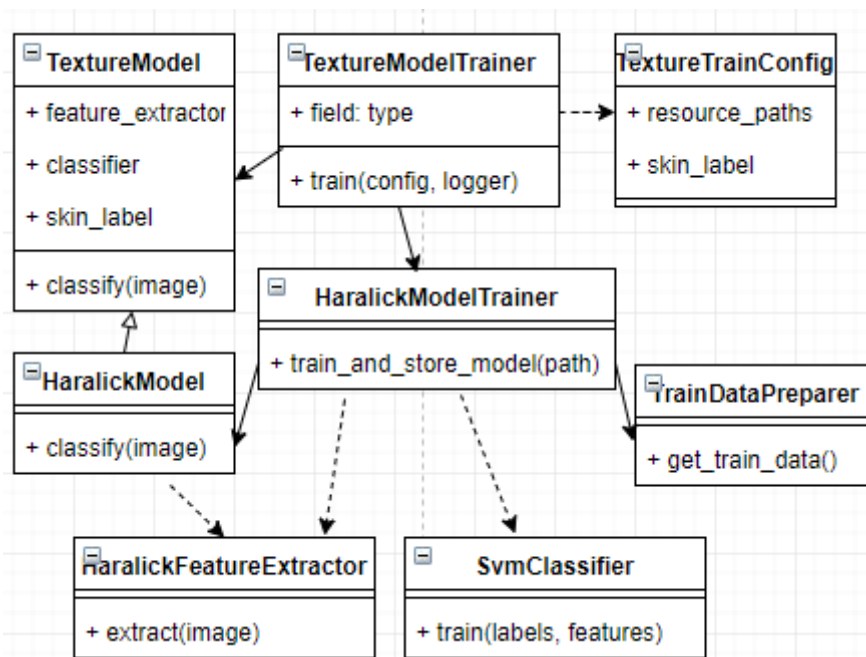 TextureModel
+ feature_extractor
+ classifier
+ skin_label
+ classify(image)
TextureModelTrainer
+ field: type
+ train(config, logger)
TextureTrainConfig
+ resource_paths
+ skin_label
HaralickModelTrainer
+ train_and_store_model(path)
HaralickModel
+ classify(image)
TrainDataPreparer
+ get_train_data()
HaralickFeatureExtractor
+ extract(image)
SvmClassifier
+ train(labels, features)